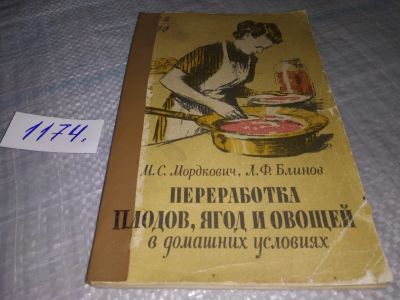 1174.
М. С. Мордкович, Л. Ф. Блинов
ПЕРЕРАБОТКА
ПЛОДОВ, ЯГОД И ОВОЩЕЙ
в домашних условиях